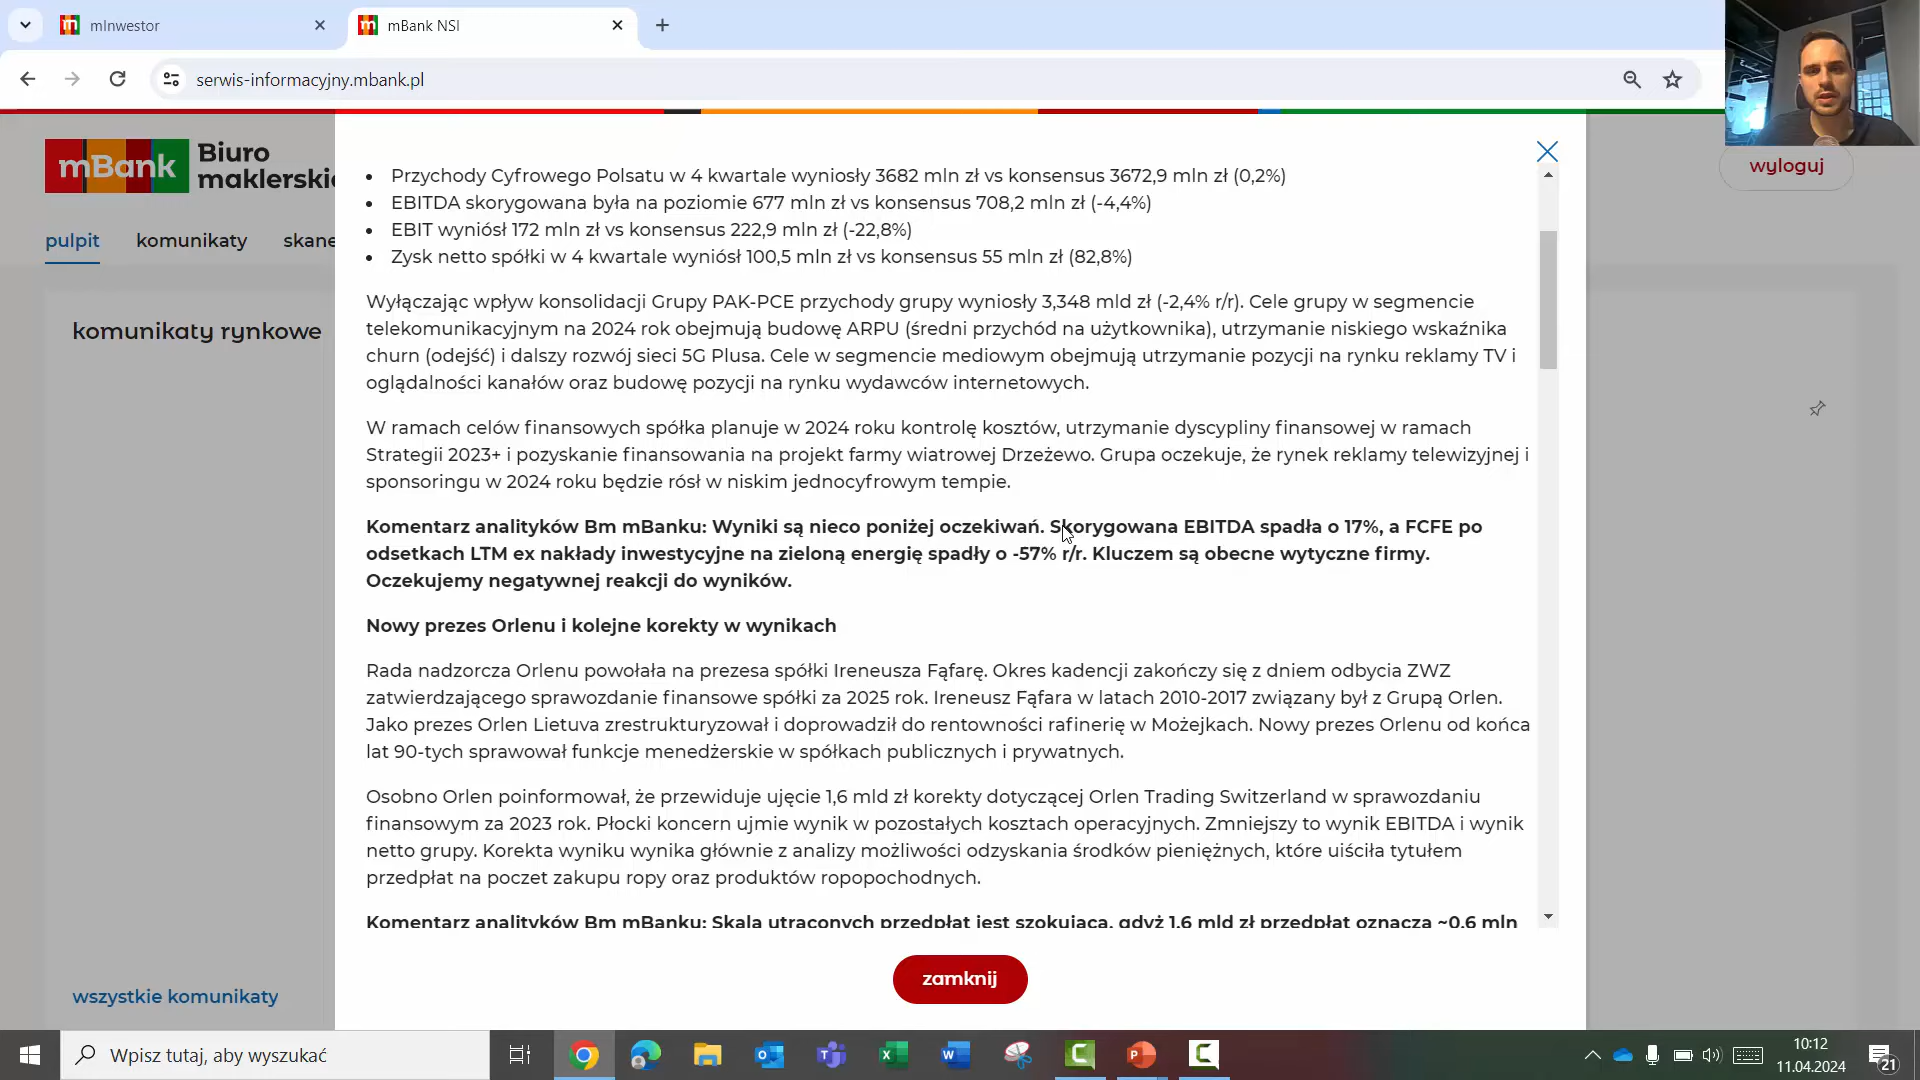 mInwestor
mBank NSI
serwis-informacyjny.mbank.pl
mBank Biuro
maklerskie
wyloguj
pulpit komunikaty skane
komunikaty rynkowe
Przychody Cyfrowego Polsatu w 4 kwartale wyniosły 3682 mln zł vs konsensus 3672,9 mln zł (0,2%)
EBITDA skorygowana była na poziomie 677 mln zł vs konsensus 708,2 mln zł (-4,4%)
EBIT wyniósł 172 mln zł vs konsensus 222,9 mln zł (-22,8%)
Zysk netto spółki w 4 kwartale wyniósł 100,5 mln zł vs konsensus 55 mln zł (82,8%)
Wyłączając wpływ konsolidacji Grupy PAK-PCE przychody grupy wyniosły 3,348 mld zł (-2,4% r/r). Cele grupy w segmencie
telekomunikacyjnym na 2024 rok obejmują budowę ARPU (średni przychód na użytkownika), utrzymanie niskiego wskaźnika
churn (odejść) i dalszy rozwój sieci 5G Plusa. Cele w segmencie mediowym obejmują utrzymanie pozycji na rynku reklamy TV i
oglądalności kanałów oraz budowę pozycji na rynku wydawców internetowych.
W ramach celów finansowych spółka planuje w 2024 roku kontrolę kosztów, utrzymanie dyscypliny finansowej w ramach
Strategii 2023+ i pozyskanie finansowania na projekt farmy wiatrowej Drzeżewo. Grupa oczekuje, że rynek reklamy telewizyjnej i
sponsoringu w 2024 roku będzie rósł w niskim jednocyfrowym tempie.
Komentarz analityków Bm mBanku: Wyniki są nieco poniżej oczekiwań. Skorygowana EBITDA spadła o 17%, a FCFE po
odsetkach LTM ex nakłady inwestycyjne na zieloną energię spadły o -57% r/r. Kluczem są obecne wytyczne firmy.
Oczekujemy negatywnej reakcji do wyników.
Nowy prezes Orlenu i kolejne korekty w wynikach
Rada nadzorcza Orlenu powołała na prezesa spółki Ireneusza Fąfarę. Okres kadencji zakończy się z dniem odbycia ZWZ
zatwierdzającego sprawozdanie finansowe spółki za 2025 rok. Ireneusz Fąfara w latach 2010-2017 związany był z Grupą Orlen.
Jako prezes Orlen Lietuva zrestrukturyzował i doprowadził do rentowności rafinerię w Możejkach. Nowy prezes Orlenu od końca
lat 90-tych sprawował funkcje menedżerskie w spółkach publicznych i prywatnych.
Osobno Orlen poinformował, że przewiduje ujęcie 1,6 mld zł korekty dotyczącej Orlen Trading Switzerland w sprawozdaniu
finansowym za 2023 rok. Płocki koncern ujmie wynik w pozostałych kosztach operacyjnych. Zmniejszy to wynik EBITDA i wynik
netto grupy. Korekta wyniku wynika głównie z analizy możliwości odzyskania środków pieniężnych, które uiściła tytułem
przedpłat na poczet zakupu ropy oraz produktów ropopochodnych.
Komentarz analityków Bm mBanku: Skala utraconych przedpłat jest szokująca, gdyż 1,6 mld zł przedpłat oznacza ~0,6 mln
wszystkie komunikaty
zamknij
Wpisz tutaj, aby wyszukać
10:12
11.04.2024
21